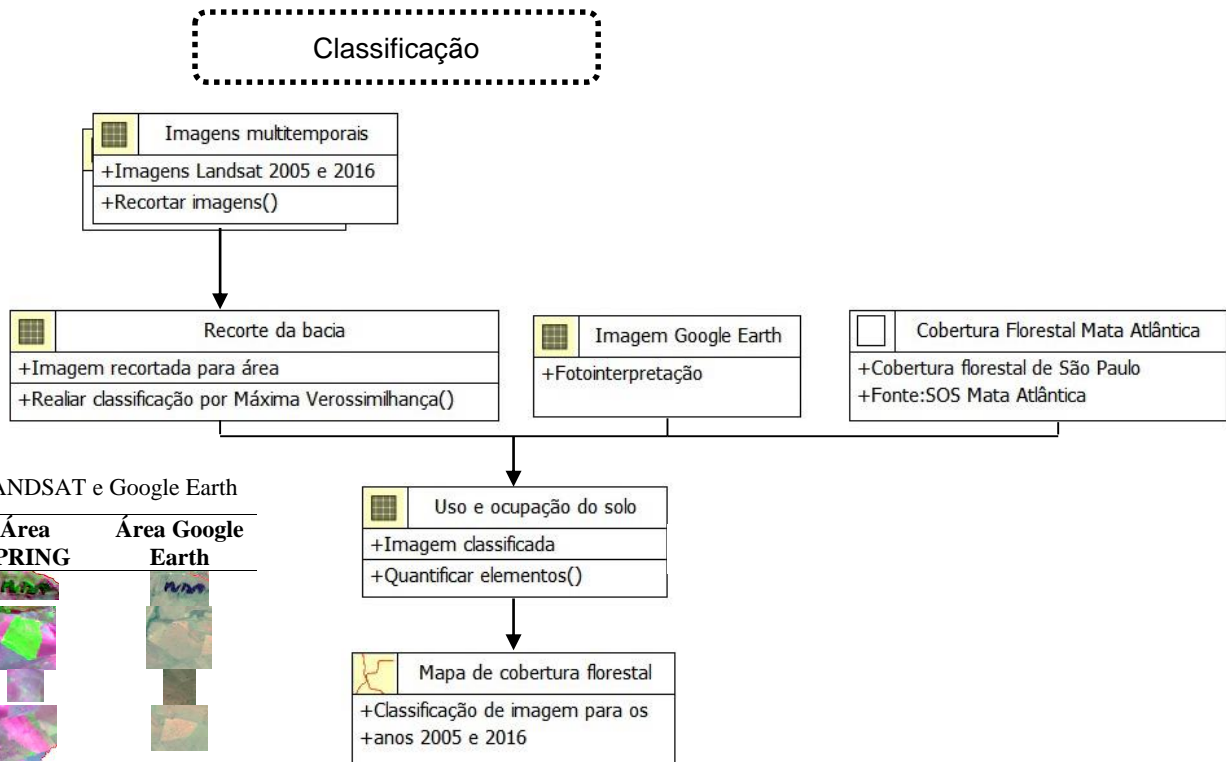 Classificação
Imagens multitemporais
+Imagens Landsat 2005 e 2016
+Recortar imagens()
Recorte da bacia
+Imagem recortada para área
+Realiar classificação por Máxima Verossimilhança()
Imagem Google Earth
+Fotointerpretação
Cobertura Florestal Mata Atlântica
+Cobertura florestal de São Paulo
+Fonte:SOS Mata Atlântica
ANDSAT e Google Earth
Área
PRING
Área Google
Earth
Uso e ocupação do solo
+Imagem classificada
+Quantificar elementos()
Mapa de cobertura florestal
+Classificação de imagem para os
+anos 2005 e 2016